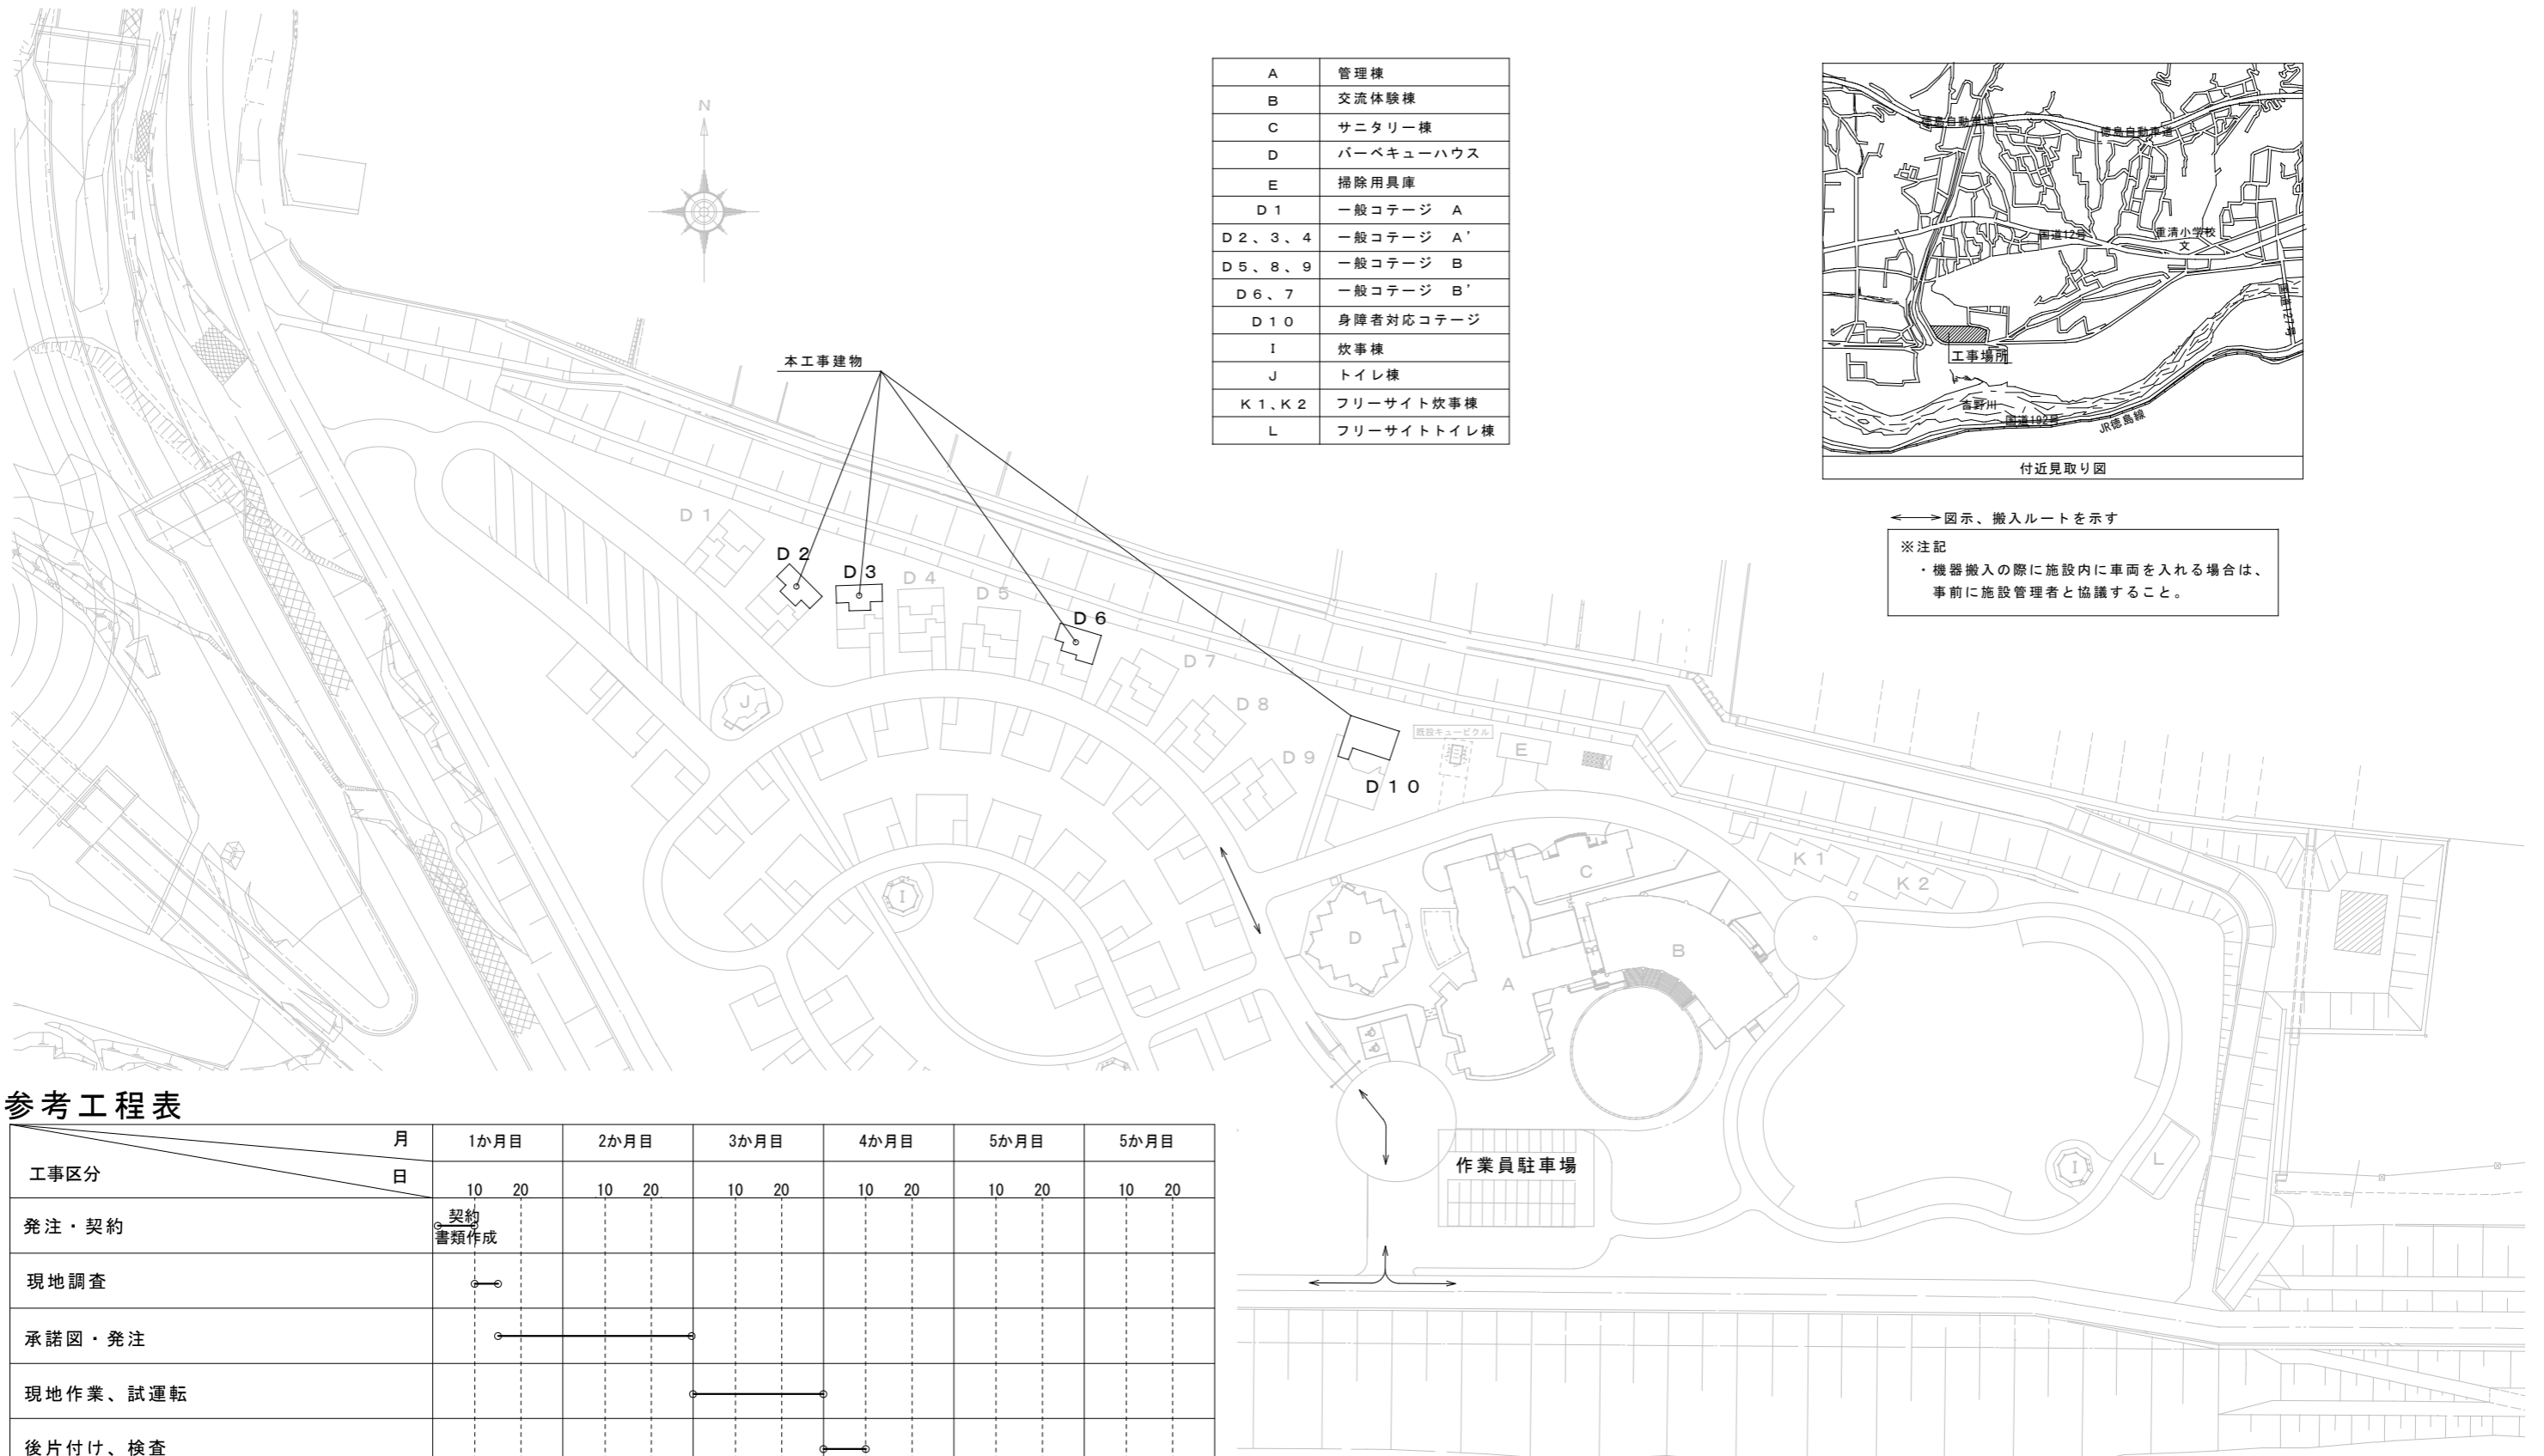 N
A 管理棟
B 交流体験棟
C サニタリー棟
D バーベキューハウス
E 掃除用具庫
D1 一般コテージ A
D2、3、4 一般コテージ A'
D5、8、9 一般コテージ B
D6、7 一般コテージ B'
D10 身障者対応コテージ
I 炊事棟
J トイレ棟
K1、K2 フリーサイト炊事棟
L フリーサイトトイレ棟
徳島自動車道
徳島自動車道
国道12号
重清小学校
文
工事場所
吉野川
国道192号
JR徳島線
付近見取り図
図示、搬入ルートを示す
※注記
・機器搬入の際に施設内に車両を入れる場合は、
事前に施設管理者と協議すること。
本工事建物
D1
D2
D3
D4
D5
D6
D7
D8
D9
D10
既設キュービクル
E
J
I
K1
K2
C
D
B
A
I
L
作業員駐車場
参考工程表
月 1か月目 2か月目 3か月目 4か月目 5か月目 5か月目
工事区分 日 10 20 10 20 10 20 10 20 10 20 10 20
発注・契約 契約
書類作成
現地調査
承諾図・発注
現地作業、試運転
後片付け、検査